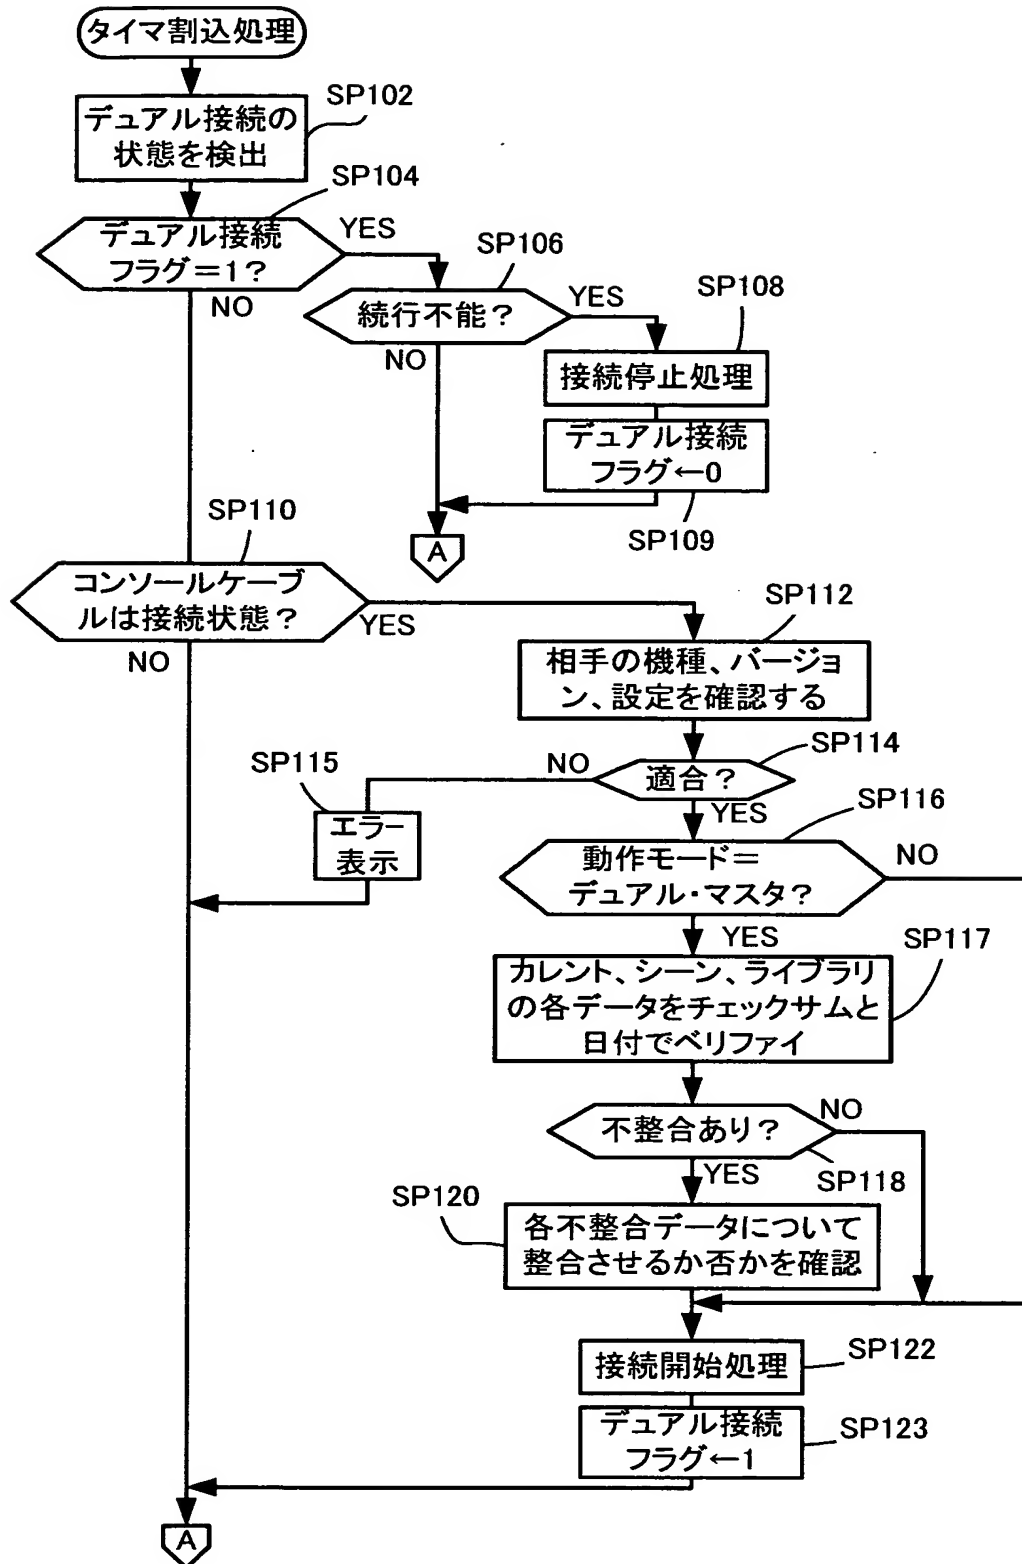 タイマ割込処理
SP102
デュアル接続の
状態を検出
SP104
デュアル接続
フラグ=1?
YES
NO
SP106
続行不能?
YES
NO
SP108
接続停止処理
デュアル接続
フラグ←0
SP109
A
SP110
コンソールケーブ
ルは接続状態?
YES
NO
SP112
相手の機種、バージョ
ン、設定を確認する
SP114
適合?
NO
YES
SP115
エラー
表示
SP116
動作モード=
デュアル・マスタ?
NO
YES
SP117
カレント、シーン、ライブラリ
の各データをチェックサムと
日付でベリファイ
不整合あり?
NO
YES
SP118
SP120
各不整合データについて
整合させるか否かを確認
接続開始処理
SP122
デュアル接続
フラグ←1
SP123
A